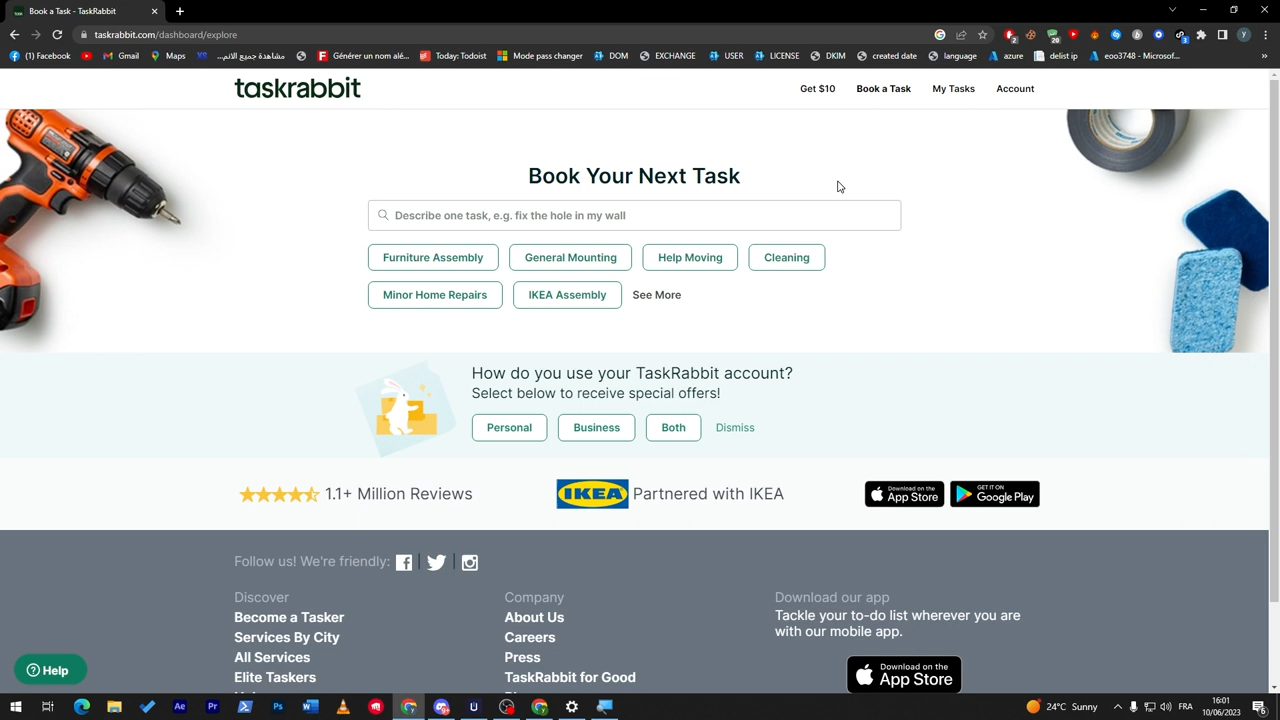 Book a Task - TaskRabbit
taskrabbit.com/dashboard/explore
(1) Facebook
YouTube
Gmail
Maps
VS
مشاهدة جميع الانم...
Générer un nom alé...
Today: Todoist
Mode pass changer
DOM
EXCHANGE
USER
LICENSE
DKIM
created date
language
azure
delist ip
eoo3748 - Microsof...
»
taskrabbit
Get $10
Book a Task
My Tasks
Account
Book Your Next Task
Describe one task, e.g. fix the hole in my wall
Furniture Assembly
General Mounting
Help Moving
Cleaning
Minor Home Repairs
IKEA Assembly
See More
How do you use your TaskRabbit account?
Select below to receive special offers!
Personal
Business
Both
Dismiss
1.1+ Million Reviews
IKEA
Partnered with IKEA
Download on the
App Store
GET IT ON
Google Play
Follow us! We're friendly:
Discover
Become a Tasker
Services By City
All Services
Elite Taskers
Company
About Us
Careers
Press
TaskRabbit for Good
Download our app
Tackle your to-do list wherever you are
with our mobile app.
Download on the
App Store
Help
24°C Sunny
FRA
16:01
10/06/2023